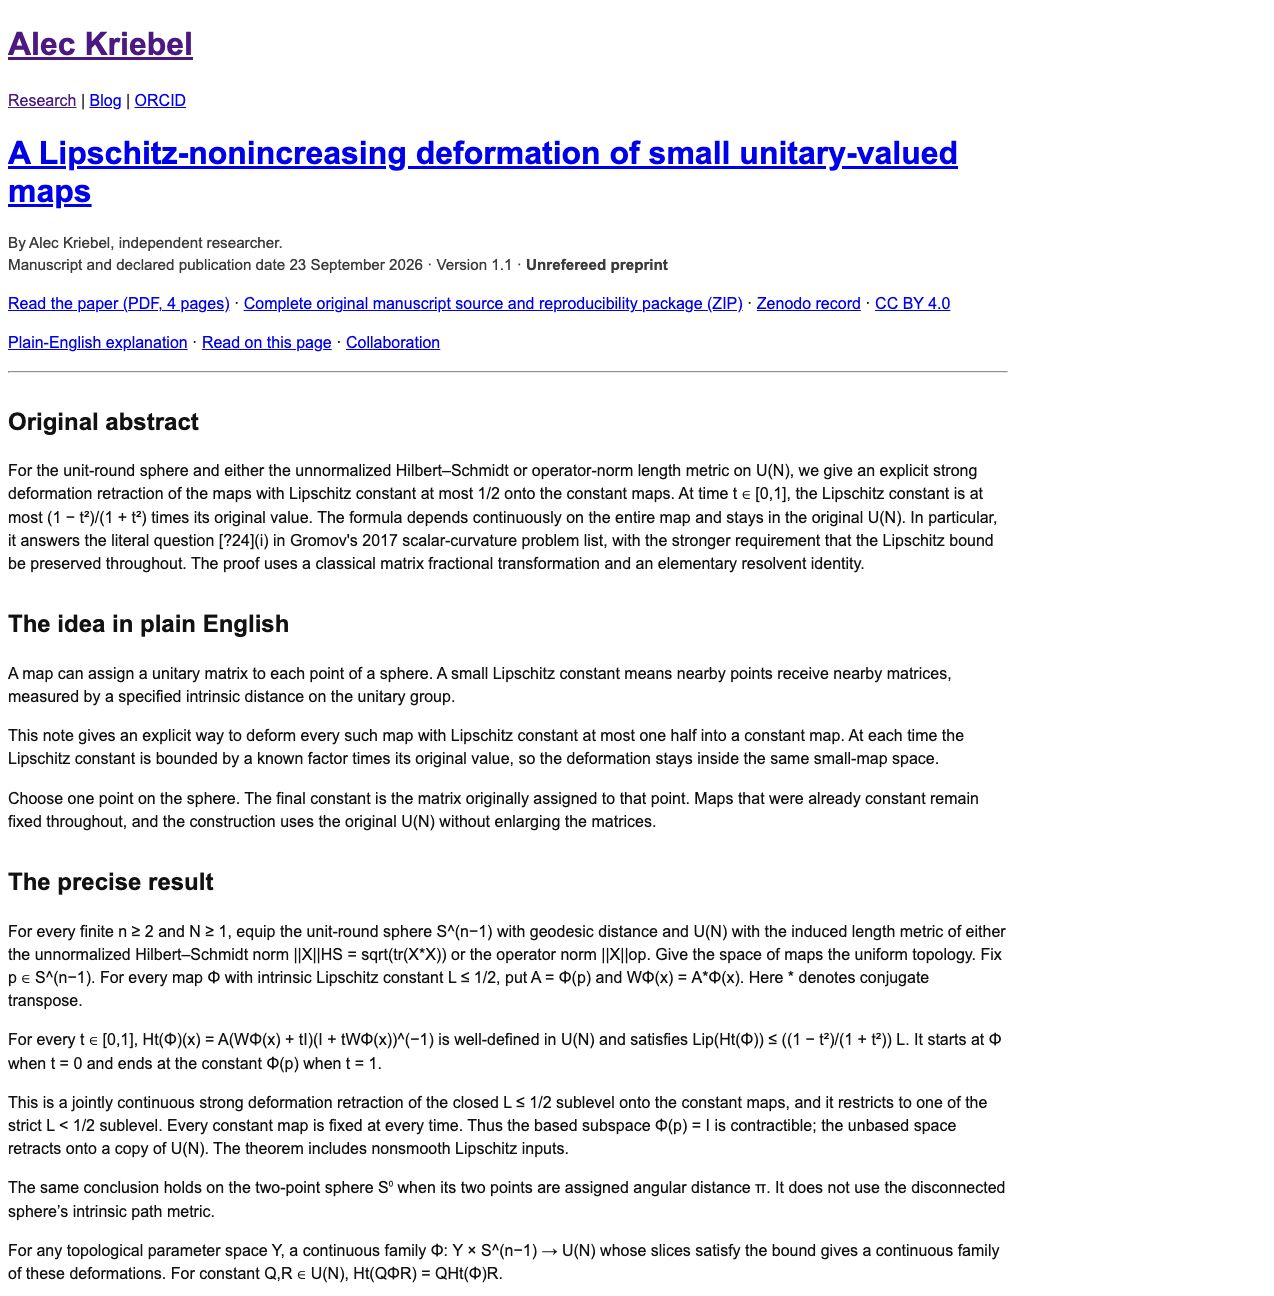 Alec Kriebel
Research | Blog | ORCID
A Lipschitz-nonincreasing deformation of small unitary-valued
maps
By Alec Kriebel, independent researcher.
Manuscript and declared publication date 23 September 2026 · Version 1.1 · Unrefereed preprint
Read the paper (PDF, 4 pages) · Complete original manuscript source and reproducibility package (ZIP) · Zenodo record · CC BY 4.0
Plain-English explanation · Read on this page · Collaboration
Original abstract
For the unit-round sphere and either the unnormalized Hilbert–Schmidt or operator-norm length metric on U(N), we give an explicit strong
deformation retraction of the maps with Lipschitz constant at most 1/2 onto the constant maps. At time t ∈ [0,1], the Lipschitz constant is at
most (1 − t²)/(1 + t²) times its original value. The formula depends continuously on the entire map and stays in the original U(N). In particular,
it answers the literal question [?24](i) in Gromov's 2017 scalar-curvature problem list, with the stronger requirement that the Lipschitz bound
be preserved throughout. The proof uses a classical matrix fractional transformation and an elementary resolvent identity.
The idea in plain English
A map can assign a unitary matrix to each point of a sphere. A small Lipschitz constant means nearby points receive nearby matrices,
measured by a specified intrinsic distance on the unitary group.
This note gives an explicit way to deform every such map with Lipschitz constant at most one half into a constant map. At each time the
Lipschitz constant is bounded by a known factor times its original value, so the deformation stays inside the same small-map space.
Choose one point on the sphere. The final constant is the matrix originally assigned to that point. Maps that were already constant remain
fixed throughout, and the construction uses the original U(N) without enlarging the matrices.
The precise result
For every finite n ≥ 2 and N ≥ 1, equip the unit-round sphere S^(n−1) with geodesic distance and U(N) with the induced length metric of either
the unnormalized Hilbert–Schmidt norm ||X||HS = sqrt(tr(X*X)) or the operator norm ||X||op. Give the space of maps the uniform topology. Fix
p ∈ S^(n−1). For every map Φ with intrinsic Lipschitz constant L ≤ 1/2, put A = Φ(p) and WΦ(x) = A*Φ(x). Here * denotes conjugate
transpose.
For every t ∈ [0,1], Ht(Φ)(x) = A(WΦ(x) + tI)(I + tWΦ(x))^(−1) is well-defined in U(N) and satisfies Lip(Ht(Φ)) ≤ ((1 − t²)/(1 + t²)) L. It starts at Φ
when t = 0 and ends at the constant Φ(p) when t = 1.
This is a jointly continuous strong deformation retraction of the closed L ≤ 1/2 sublevel onto the constant maps, and it restricts to one of the
strict L < 1/2 sublevel. Every constant map is fixed at every time. Thus the based subspace Φ(p) = I is contractible; the unbased space
retracts onto a copy of U(N). The theorem includes nonsmooth Lipschitz inputs.
The same conclusion holds on the two-point sphere S⁰ when its two points are assigned angular distance π. It does not use the disconnected
sphere’s intrinsic path metric.
For any topological parameter space Y, a continuous family Φ: Y × S^(n−1) → U(N) whose slices satisfy the bound gives a continuous family
of these deformations. For constant Q,R ∈ U(N), Ht(QΦR) = QHt(Φ)R.